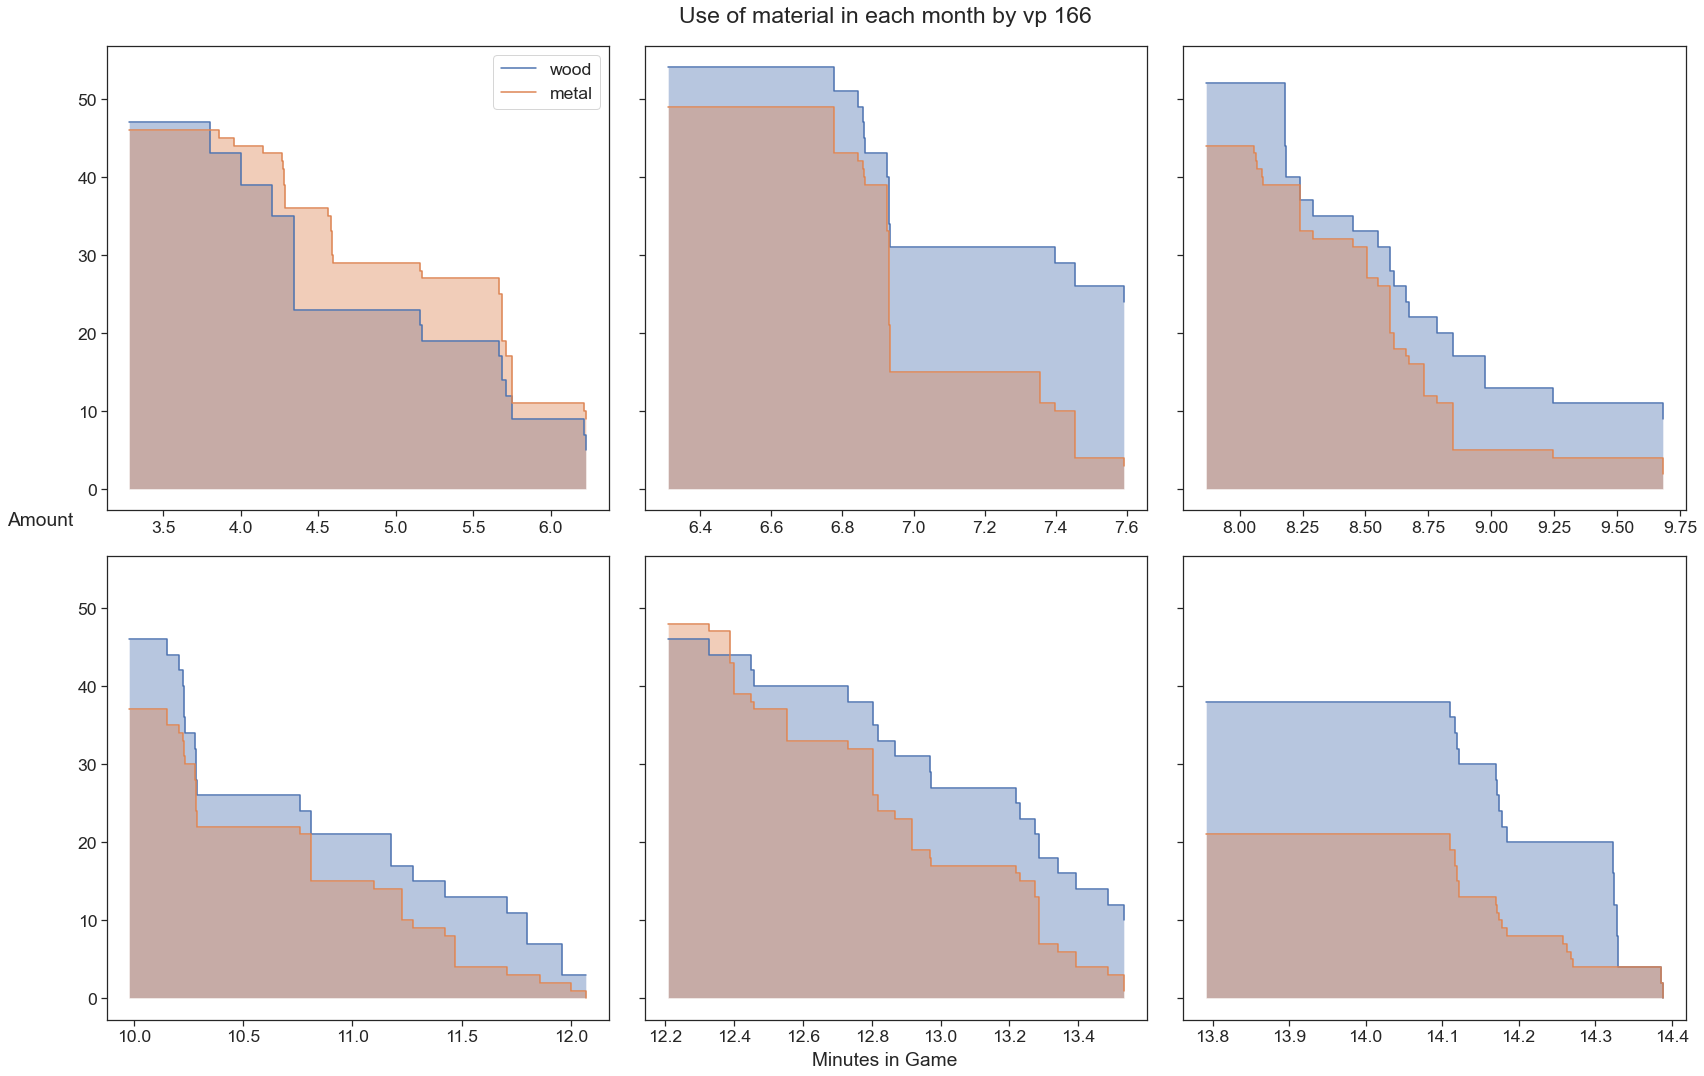 Use of material in each month by vp 166
wood
metal
50
40
30
20
10
0
3.5 4.0 4.5 5.0 5.5 6.0
6.4 6.6 6.8 7.0 7.2 7.4 7.6
8.00 8.25 8.50 8.75 9.00 9.25 9.50 9.75
Amount
50
40
30
20
10
0
10.0 10.5 11.0 11.5 12.0
12.2 12.4 12.6 12.8 13.0 13.2 13.4
13.8 13.9 14.0 14.1 14.2 14.3 14.4
Minutes in Game